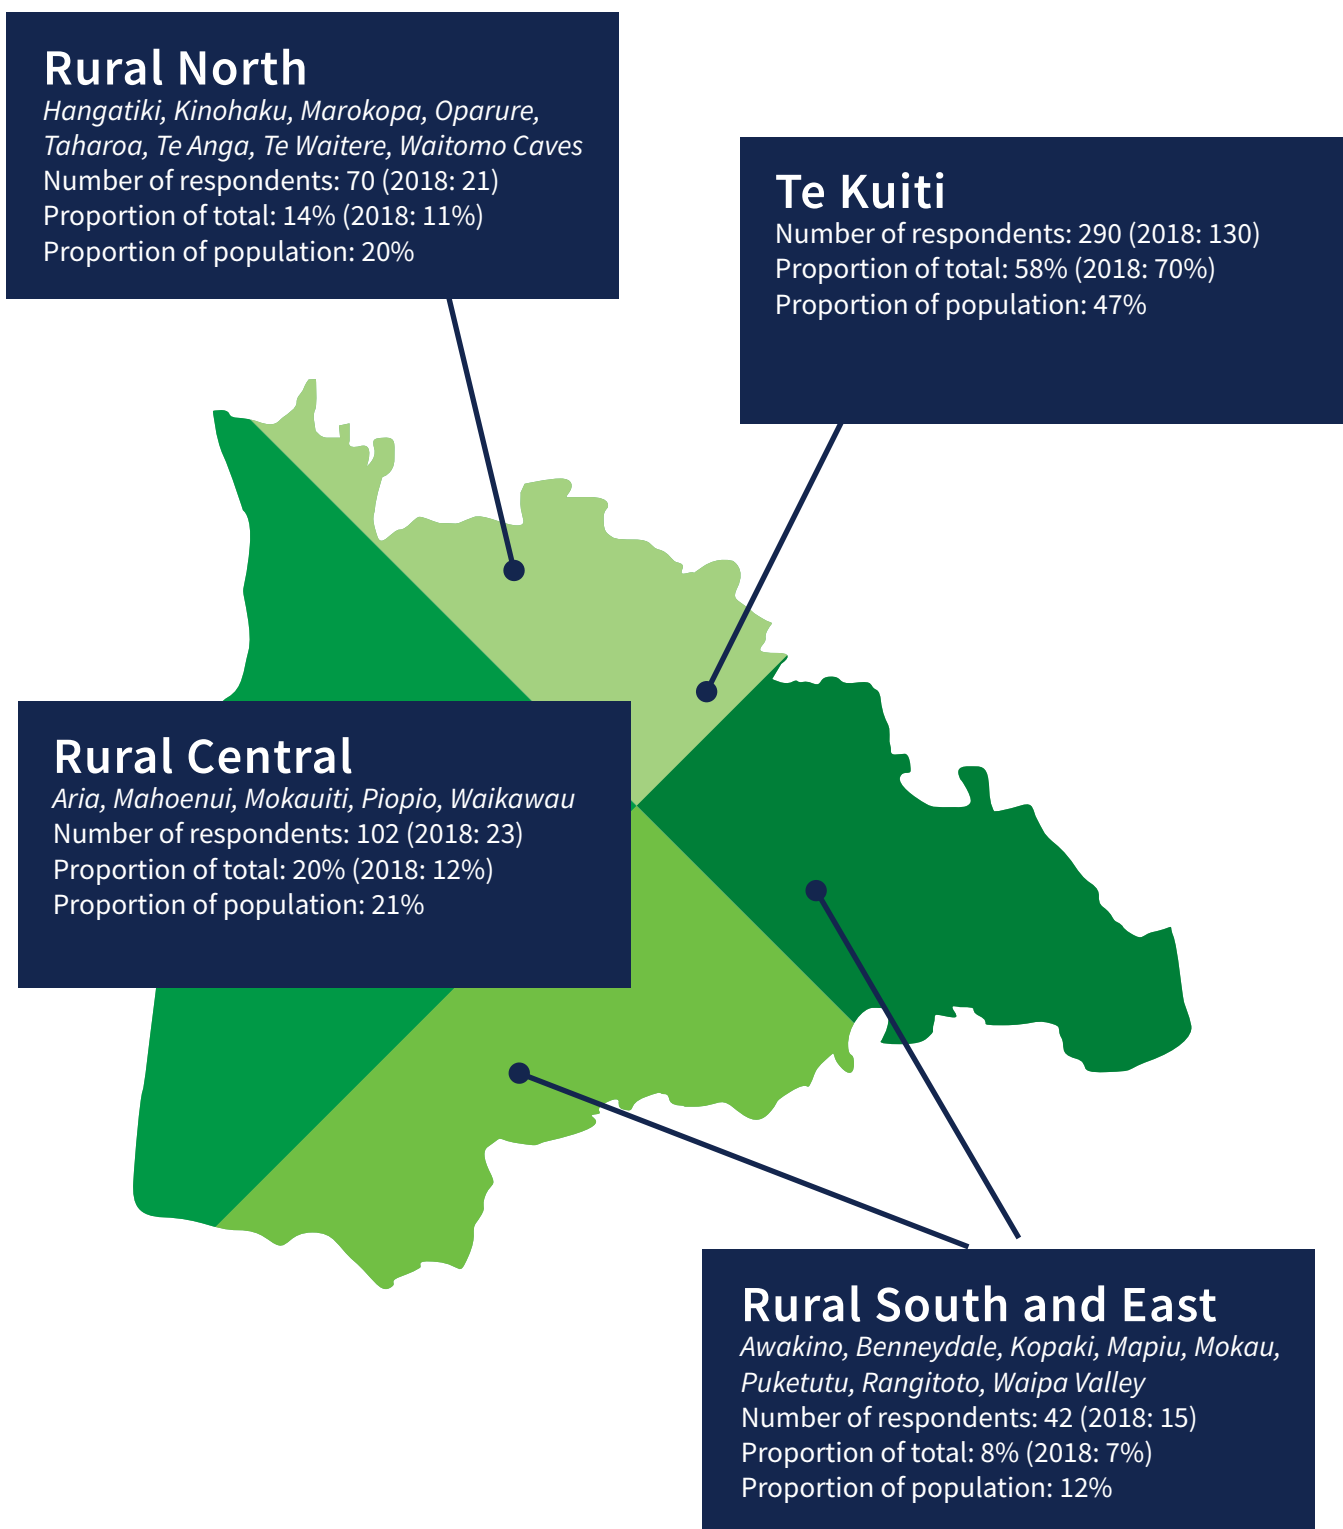 Rural North
Hangatiki, Kinohaku, Marokopa, Oparure,
Taharoa, Te Anga, Te Waitere, Waitomo Caves
Number of respondents: 70 (2018: 21)
Proportion of total: 14% (2018: 11%)
Proportion of population: 20%
Te Kuiti
Number of respondents: 290 (2018: 130)
Proportion of total: 58% (2018: 70%)
Proportion of population: 47%
Rural Central
Aria, Mahoenui, Mokauiti, Piopio, Waikawau
Number of respondents: 102 (2018: 23)
Proportion of total: 20% (2018: 12%)
Proportion of population: 21%
Rural South and East
Awakino, Benneydale, Kopaki, Mapiu, Mokau,
Puketutu, Rangitoto, Waipa Valley
Number of respondents: 42 (2018: 15)
Proportion of total: 8% (2018: 7%)
Proportion of population: 12%